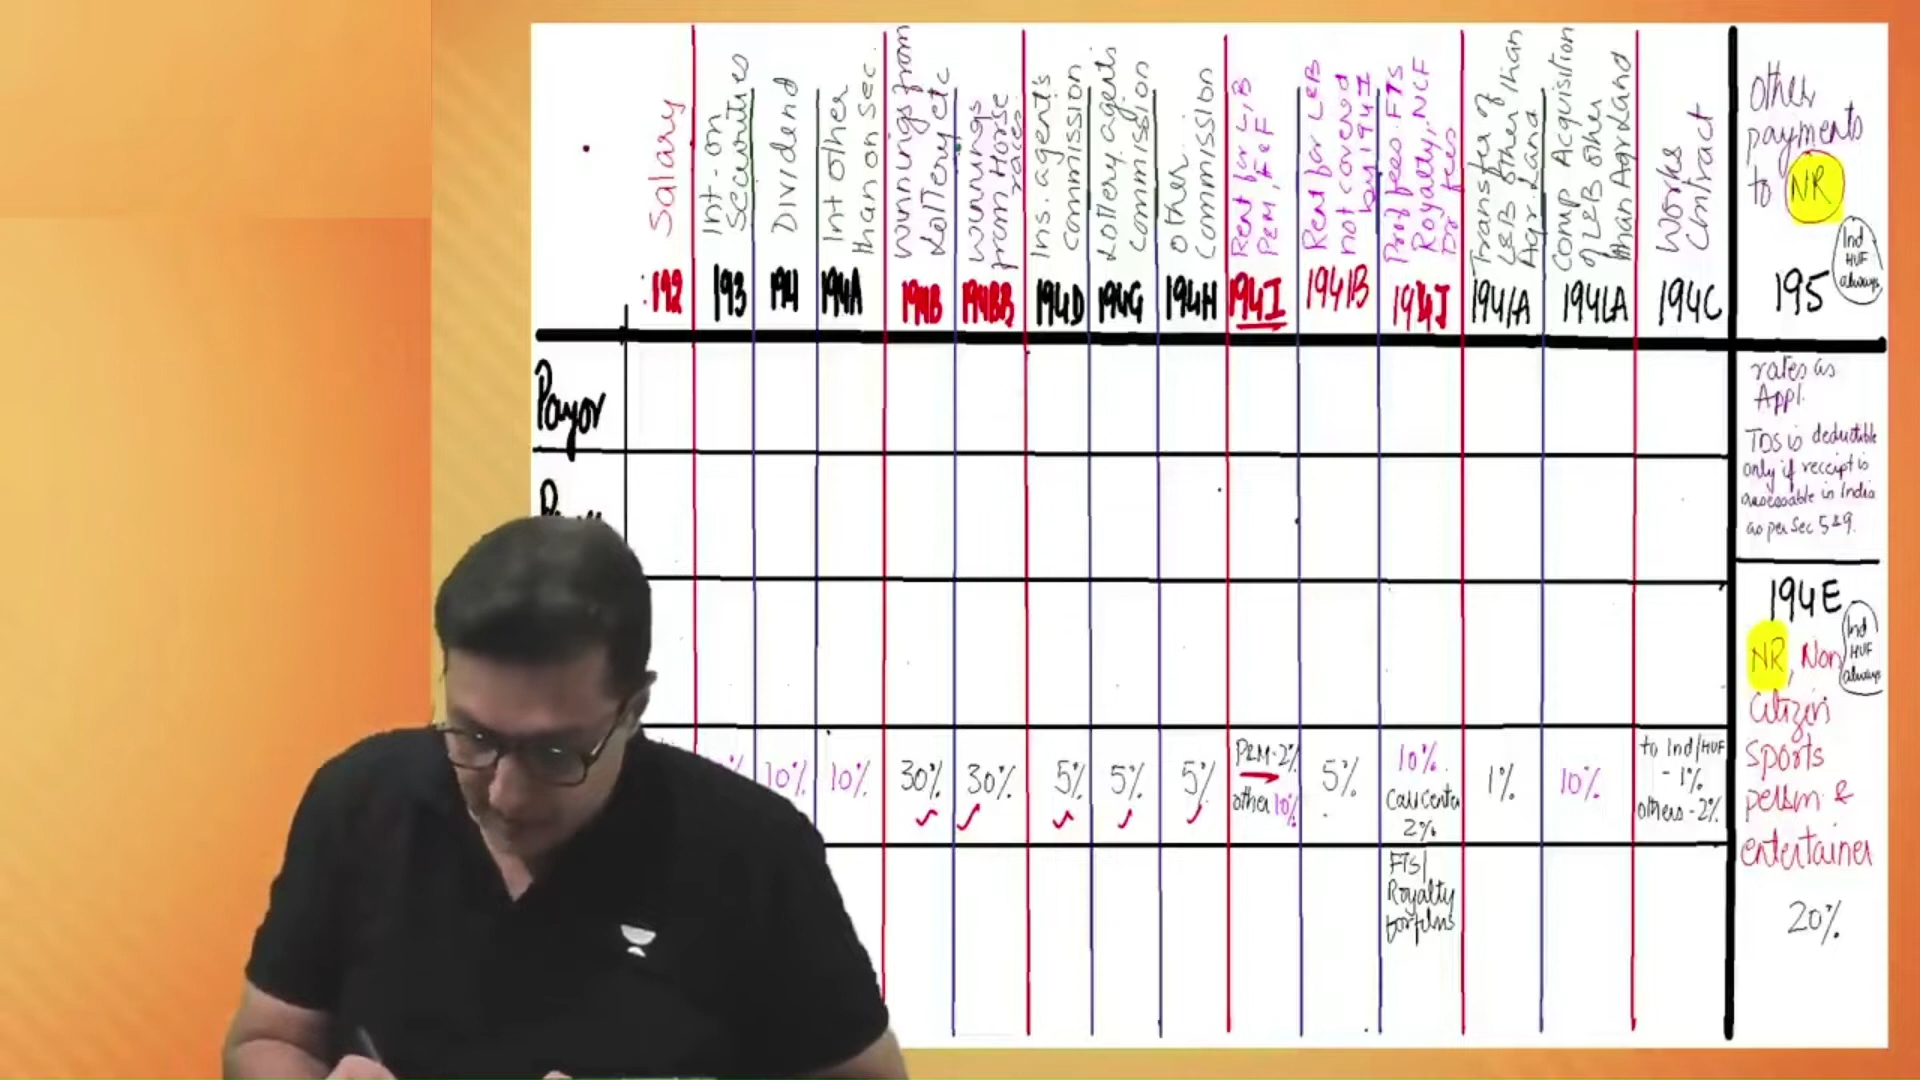 Salary
Int-on
Securities
Dividend
Int other
than on sec.
Winnings from
Lottery etc
Winnings
from Horse
races
Ins. agent's
commission
Lottery agents
commission
other
Commission
Rent for L,B
P&M, F&F
Rent for L&B
not covered
by 194I
Prof fees FTS
Royalty, NCF
Dr fees
Transfer of
L&B other than
Agr. Land
Comp Acquisition
of L&B other
than Agr Land
Works
Contract
other
payments
to NR
Ind
HUF
always
192
193
194
194A
194B
194BB
194D
194G
194H
194I
194IB
194J
194IA
194LA
194C
195
Payor
rates as
Appl.
TDS is deductible
only if receipt is
assessable in India
as per Sec 5&9.
194E
Ind
HUF
always
NR, Non
Citizen
sports
person &
entertainer
20%
10%
10%
30%
30%
5%
5%
5%
P&M-2%
other 10%
5%
10%
Call Center
2%
1%
10%
to Ind/HUF
-1%
others-2%
FTS/
Royalty
for films